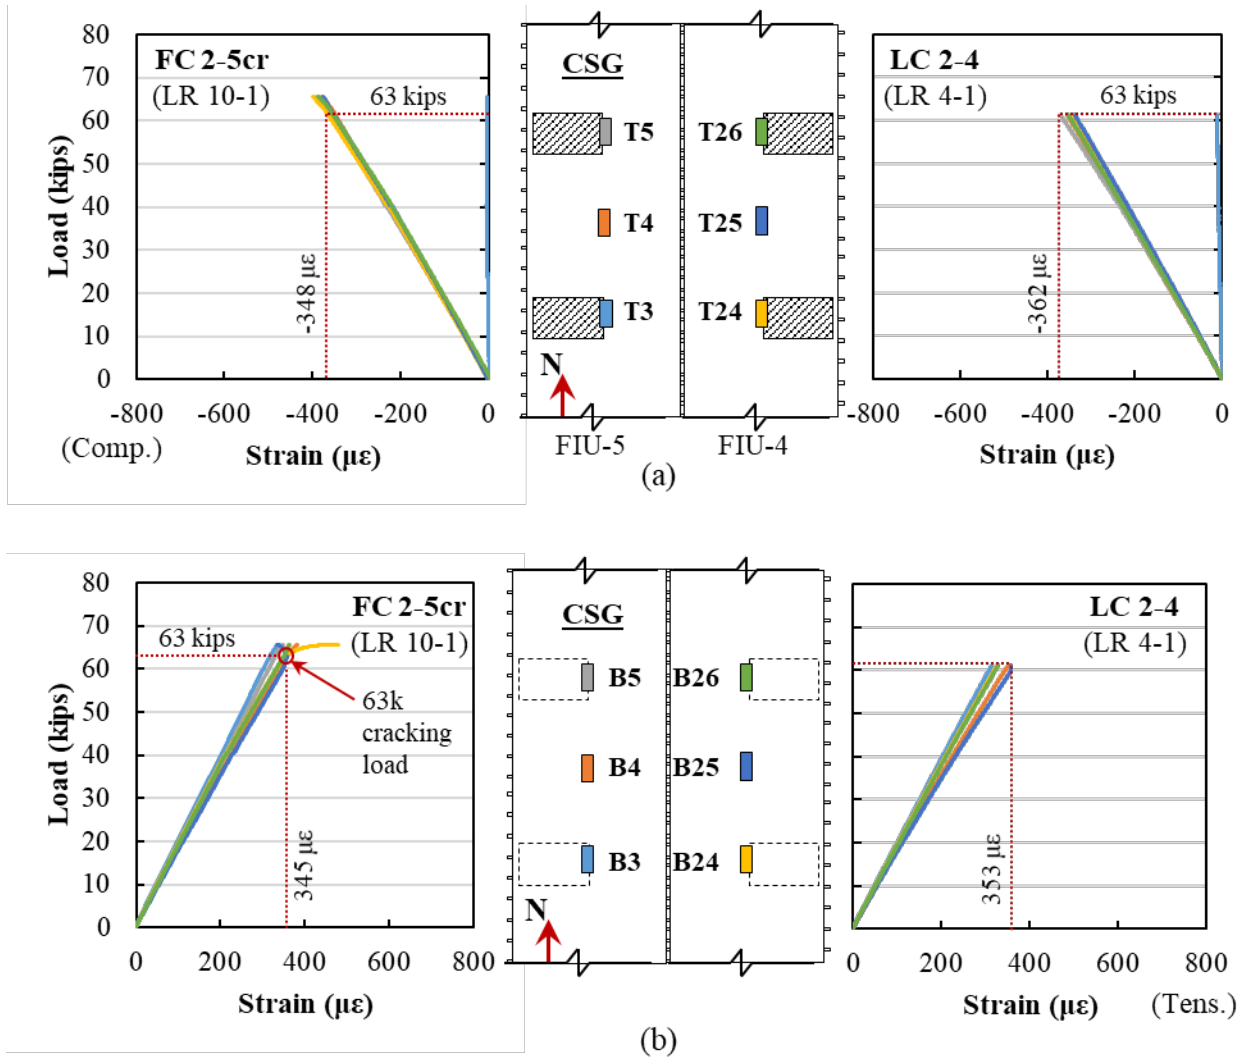 FC 2-5cr
(LR 10-1)
63 kips
-348 με
80
70
60
50
40
30
20
10
0
Load (kips)
-800
-600
-400
-200
0
(Comp.)
Strain (με)
CSG
T5
T26
T4
T25
T3
T24
N
FIU-5
FIU-4
(a)
LC 2-4
(LR 4-1)
63 kips
-362 με
-800
-600
-400
-200
0
Strain (με)
FC 2-5cr
(LR 10-1)
63 kips
63k
cracking
load
345 με
80
70
60
50
40
30
20
10
0
Load (kips)
0
200
400
600
800
Strain (με)
CSG
B5
B26
B4
B25
B3
B24
N
(b)
LC 2-4
(LR 4-1)
353 με
0
200
400
600
800
Strain (με)
(Tens.)